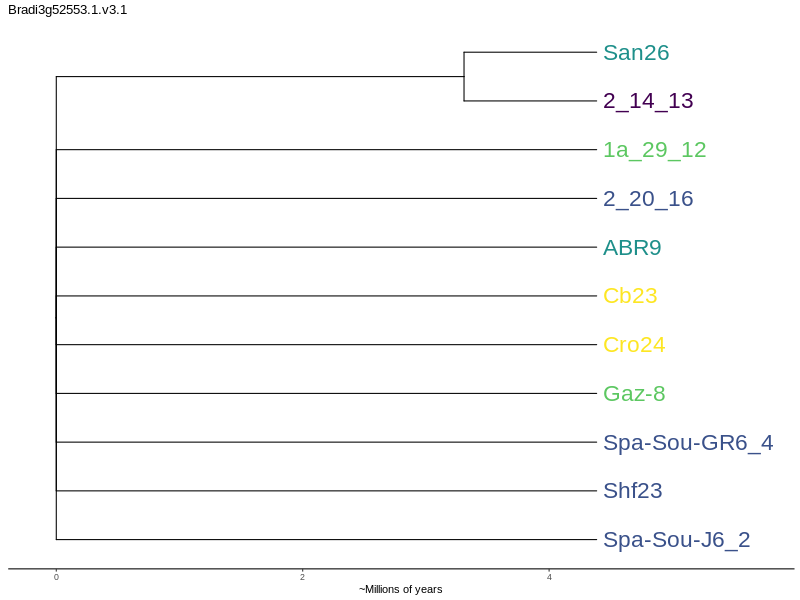 Bradi3g52553.1.v3.1
San26
2_14_13
1a_29_12
2_20_16
ABR9
Cb23
Cro24
Gaz-8
Spa-Sou-GR6_4
Shf23
Spa-Sou-J6_2
0 2 4
~Millions of years